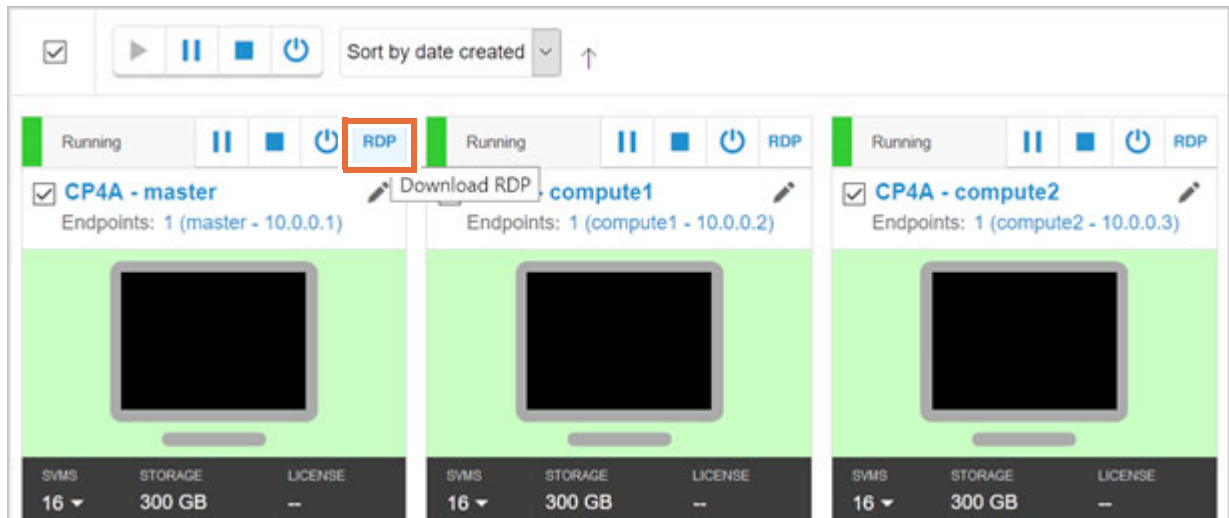 Sort by date created
Running RDP Running RDP Running RDP
Download RDP
CP4A - master - compute1 CP4A - compute2
Endpoints: 1 (master - 10.0.0.1) Endpoints: 1 (compute1 - 10.0.0.2) Endpoints: 1 (compute2 - 10.0.0.3)
SVMS STORAGE LICENSE SVMS STORAGE LICENSE SVMS STORAGE LICENSE
16 300 GB -- 16 300 GB -- 16 300 GB --